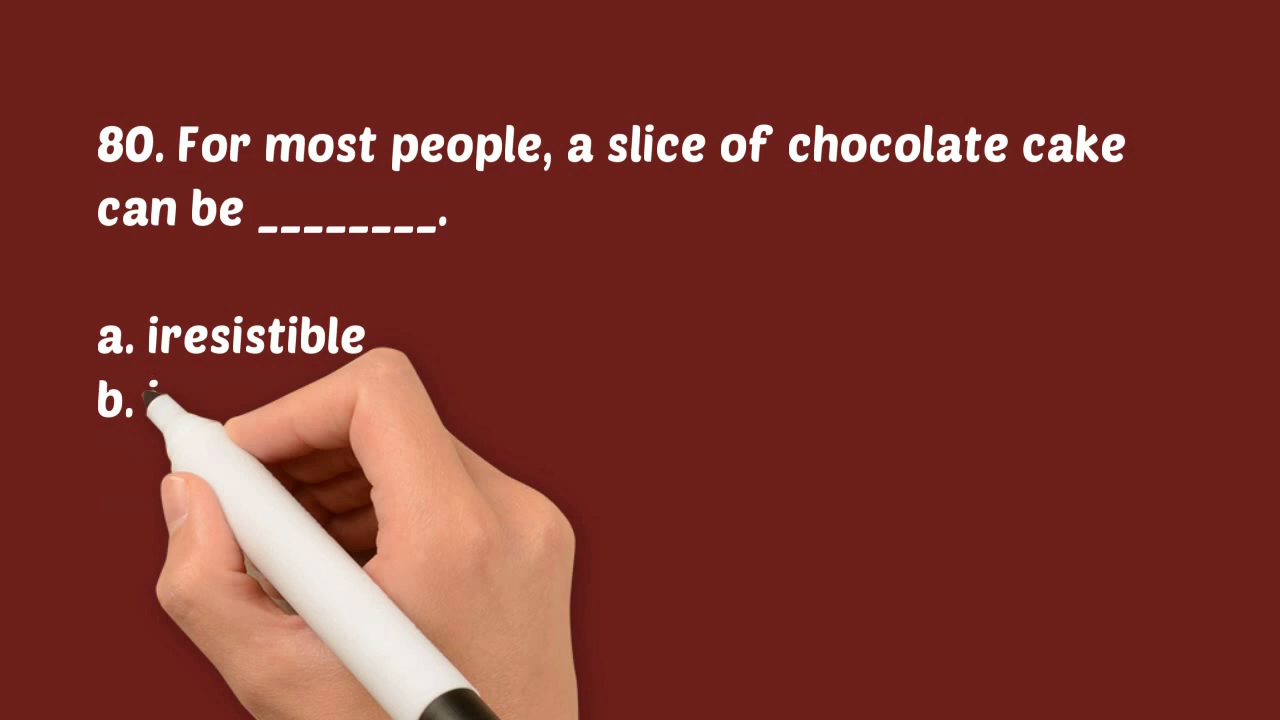 80. For most people, a slice of chocolate cake
can be ________.
a. iresistible
b. i